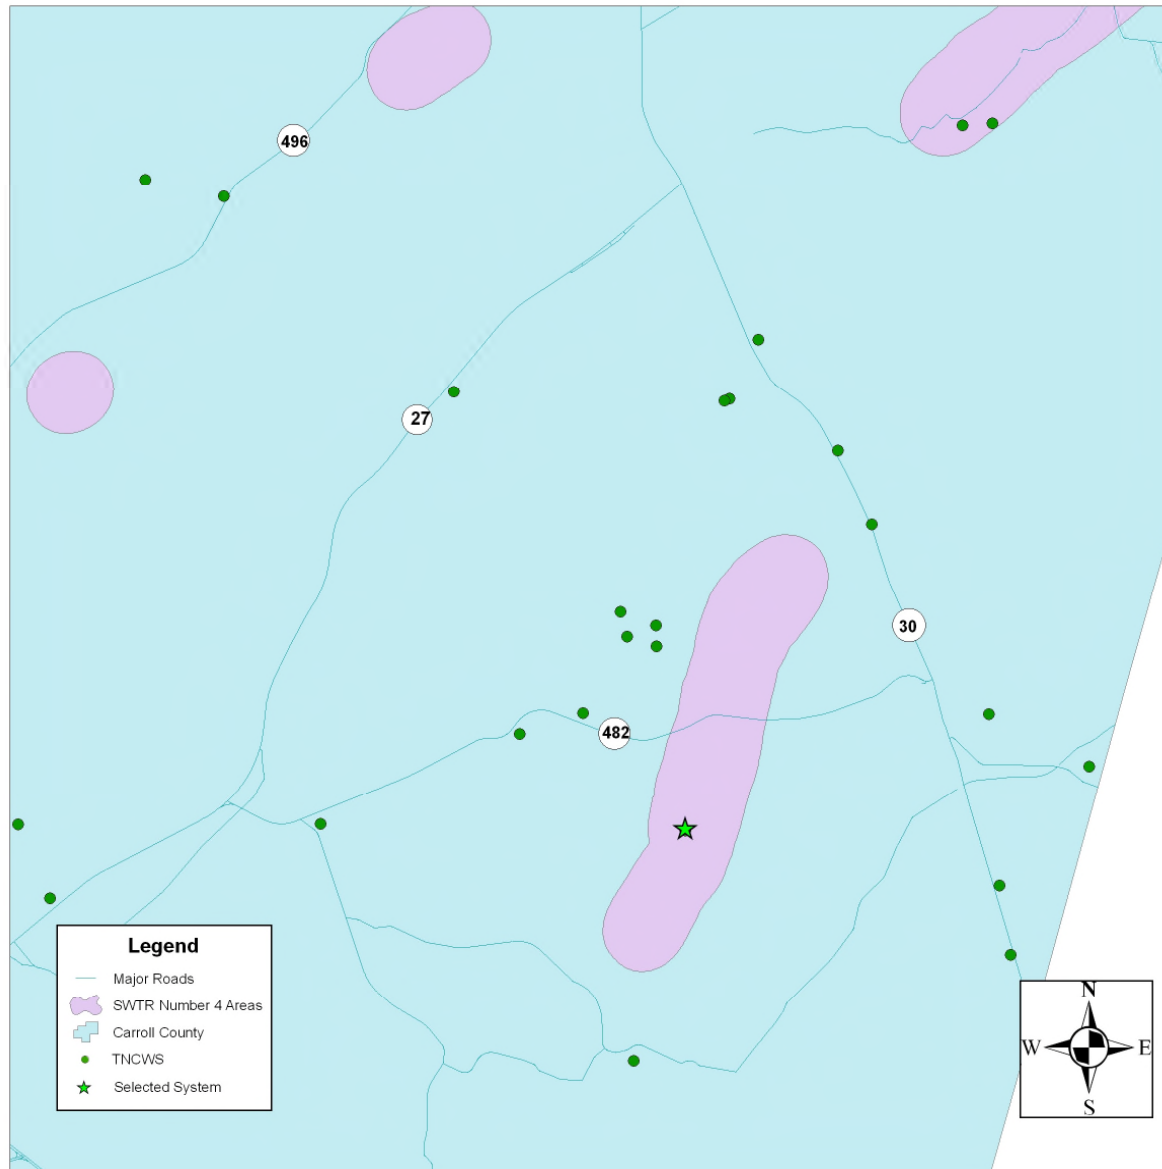 496
27
30
482
Legend
Major Roads
SWTR Number 4 Areas
Carroll County
TNCWS
Selected System
N
W E
S